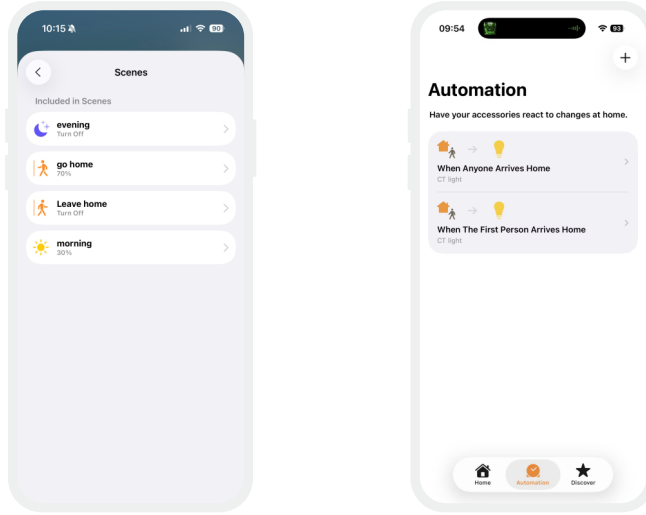 10:15
90
Scenes
Included in Scenes
evening
Turn Off
go home
70%
Leave home
Turn Off
morning
30%
09:54
93
Automation
Have your accessories react to changes at home.
When Anyone Arrives Home
CT light
When The First Person Arrives Home
CT light
Home
Automation
Discover